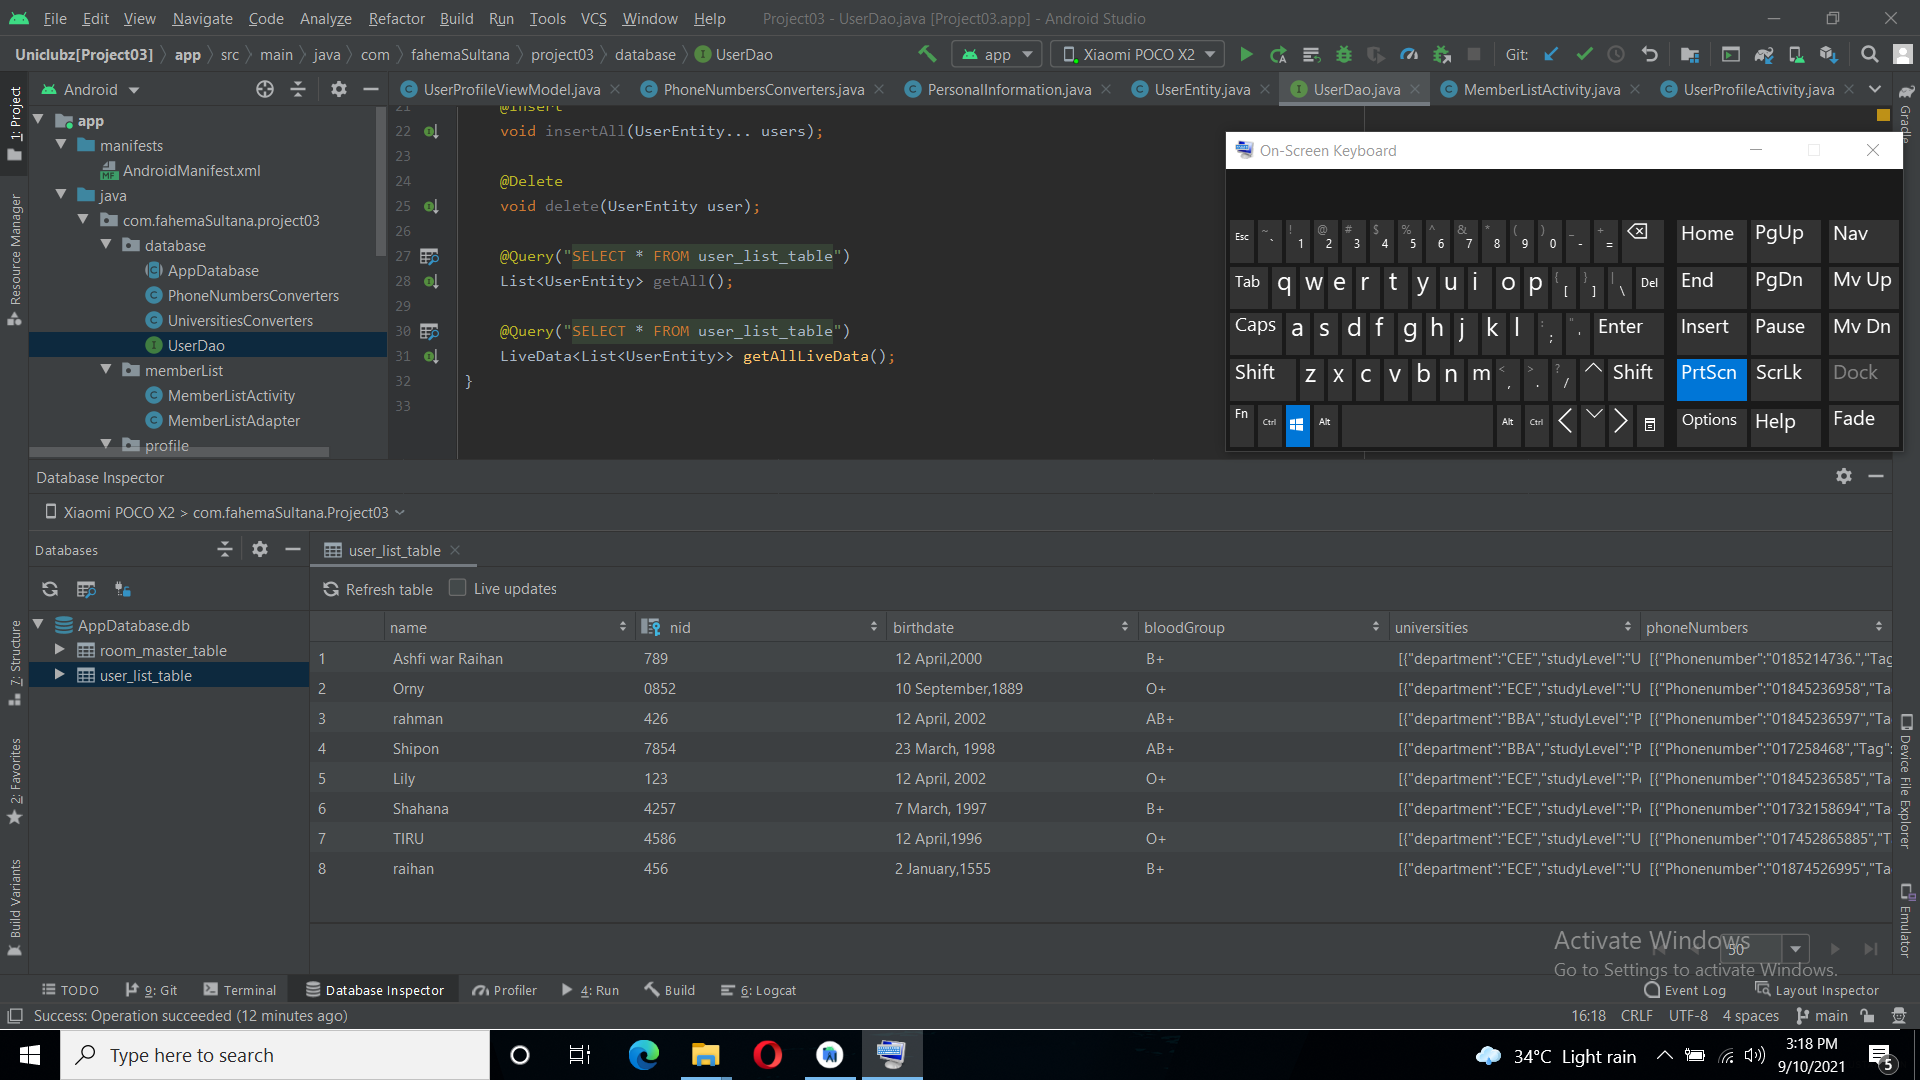 File Edit View Navigate Code Analyze Refactor Build Run Tools VCS Window Help Project03 - UserDao.java [Project03.app] - Android Studio
Uniclubz[Project03] app src main java com fahemaSultana project03 database UserDao app Xiaomi POCO X2 Git:
Android UserProfileViewModel.java PhoneNumbersConverters.java PersonalInformation.java UserEntity.java UserDao.java MemberListActivity.java UserProfileActivity.java
1: Project
Resource Manager
7: Structure
2: Favorites
Build Variants
app
manifests
AndroidManifest.xml
java
com.fahemaSultana.project03
database
AppDatabase
PhoneNumbersConverters
UniversitiesConverters
UserDao
memberList
MemberListActivity
MemberListAdapter
profile
21 @Insert
22 void insertAll(UserEntity... users);
23
24 @Delete
25 void delete(UserEntity user);
26
27 @Query("SELECT * FROM user_list_table")
28 List<UserEntity> getAll();
29
30 @Query("SELECT * FROM user_list_table")
31 LiveData<List<UserEntity>> getAllLiveData();
32 }
33
On-Screen Keyboard
Esc ~ ` ! 1 @ 2 # 3 $ 4 % 5 ^ 6 & 7 * 8 ( 9 ) 0 _ - + = Home PgUp Nav
Tab q w e r t y u i o p { [ } ] | \ Del End PgDn Mv Up
Caps a s d f g h j k l : ; " ' Enter Insert Pause Mv Dn
Shift z x c v b n m < , > . ? / Shift PrtScn ScrLk Dock
Fn Ctrl Alt Alt Ctrl Options Help Fade
Gradle
Device File Explorer
Emulator
Database Inspector
Xiaomi POCO X2 > com.fahemaSultana.Project03
Databases
AppDatabase.db
room_master_table
user_list_table
user_list_table
Refresh table Live updates
name nid birthdate bloodGroup universities phoneNumbers
1 Ashfi war Raihan 789 12 April,2000 B+ [{"department":"CEE","studyLevel":"U [{"Phonenumber":"0185214736.","Tag
2 Orny 0852 10 September,1889 O+ [{"department":"ECE","studyLevel":"U [{"Phonenumber":"01845236958","Ta
3 rahman 426 12 April, 2002 AB+ [{"department":"BBA","studyLevel":"P [{"Phonenumber":"01845236597","Ta
4 Shipon 7854 23 March, 1998 AB+ [{"department":"BBA","studyLevel":"P [{"Phonenumber":"017258468","Tag":
5 Lily 123 12 April, 2002 O+ [{"department":"ECE","studyLevel":"P [{"Phonenumber":"01845236585","Ta
6 Shahana 4257 7 March, 1997 B+ [{"department":"ECE","studyLevel":"P [{"Phonenumber":"01732158694","Ta
7 TIRU 4586 12 April,1996 O+ [{"department":"ECE","studyLevel":"U [{"Phonenumber":"017452865885","T
8 raihan 456 2 January,1555 B+ [{"department":"ECE","studyLevel":"U [{"Phonenumber":"01874526995","Ta
50
Activate Windows
Go to Settings to activate Windows.
TODO 9: Git Terminal Database Inspector Profiler 4: Run Build 6: Logcat Event Log Layout Inspector
Success: Operation succeeded (12 minutes ago) 16:18 CRLF UTF-8 4 spaces main
Type here to search 34°C Light rain 3:18 PM
9/10/2021 5